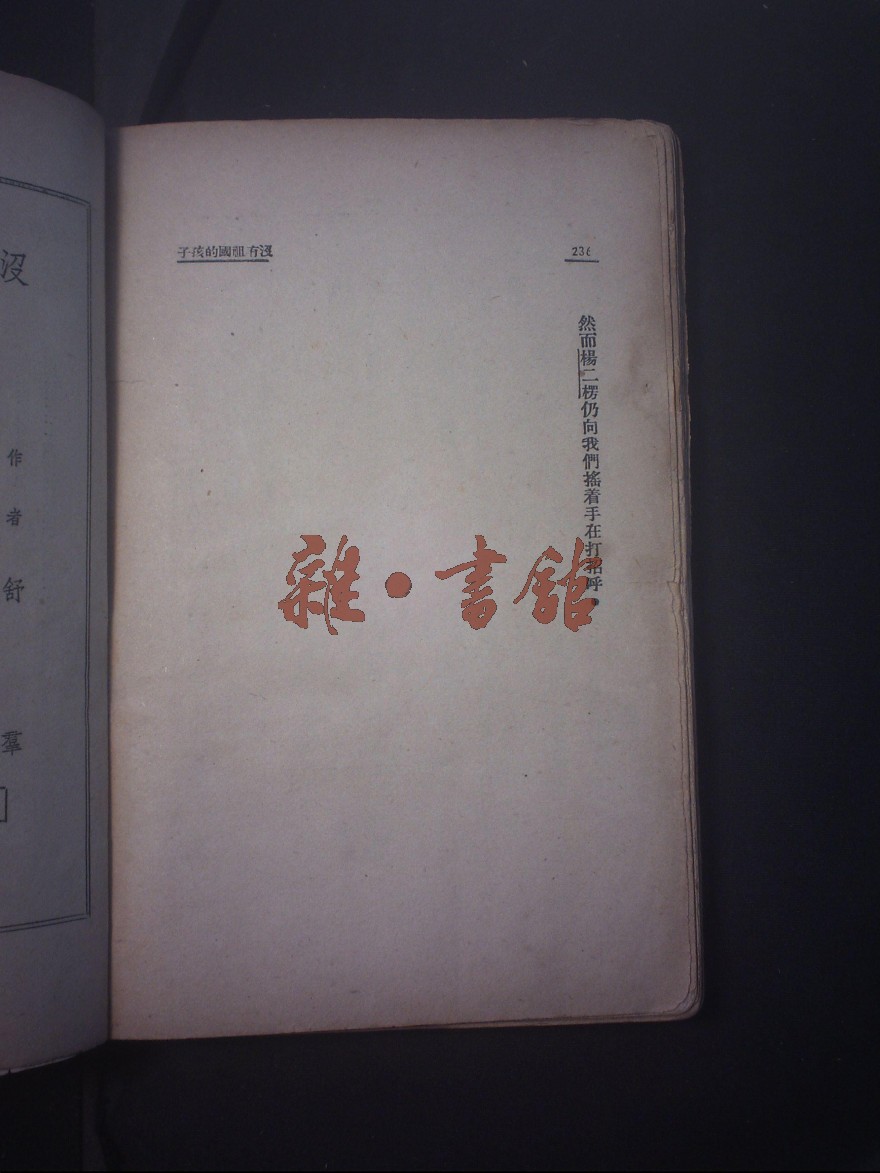 236
沒有祖國的孩子
然而楊二楞仍向我們搖着手在打招呼。
雜·書館
沒
作者 舒羣